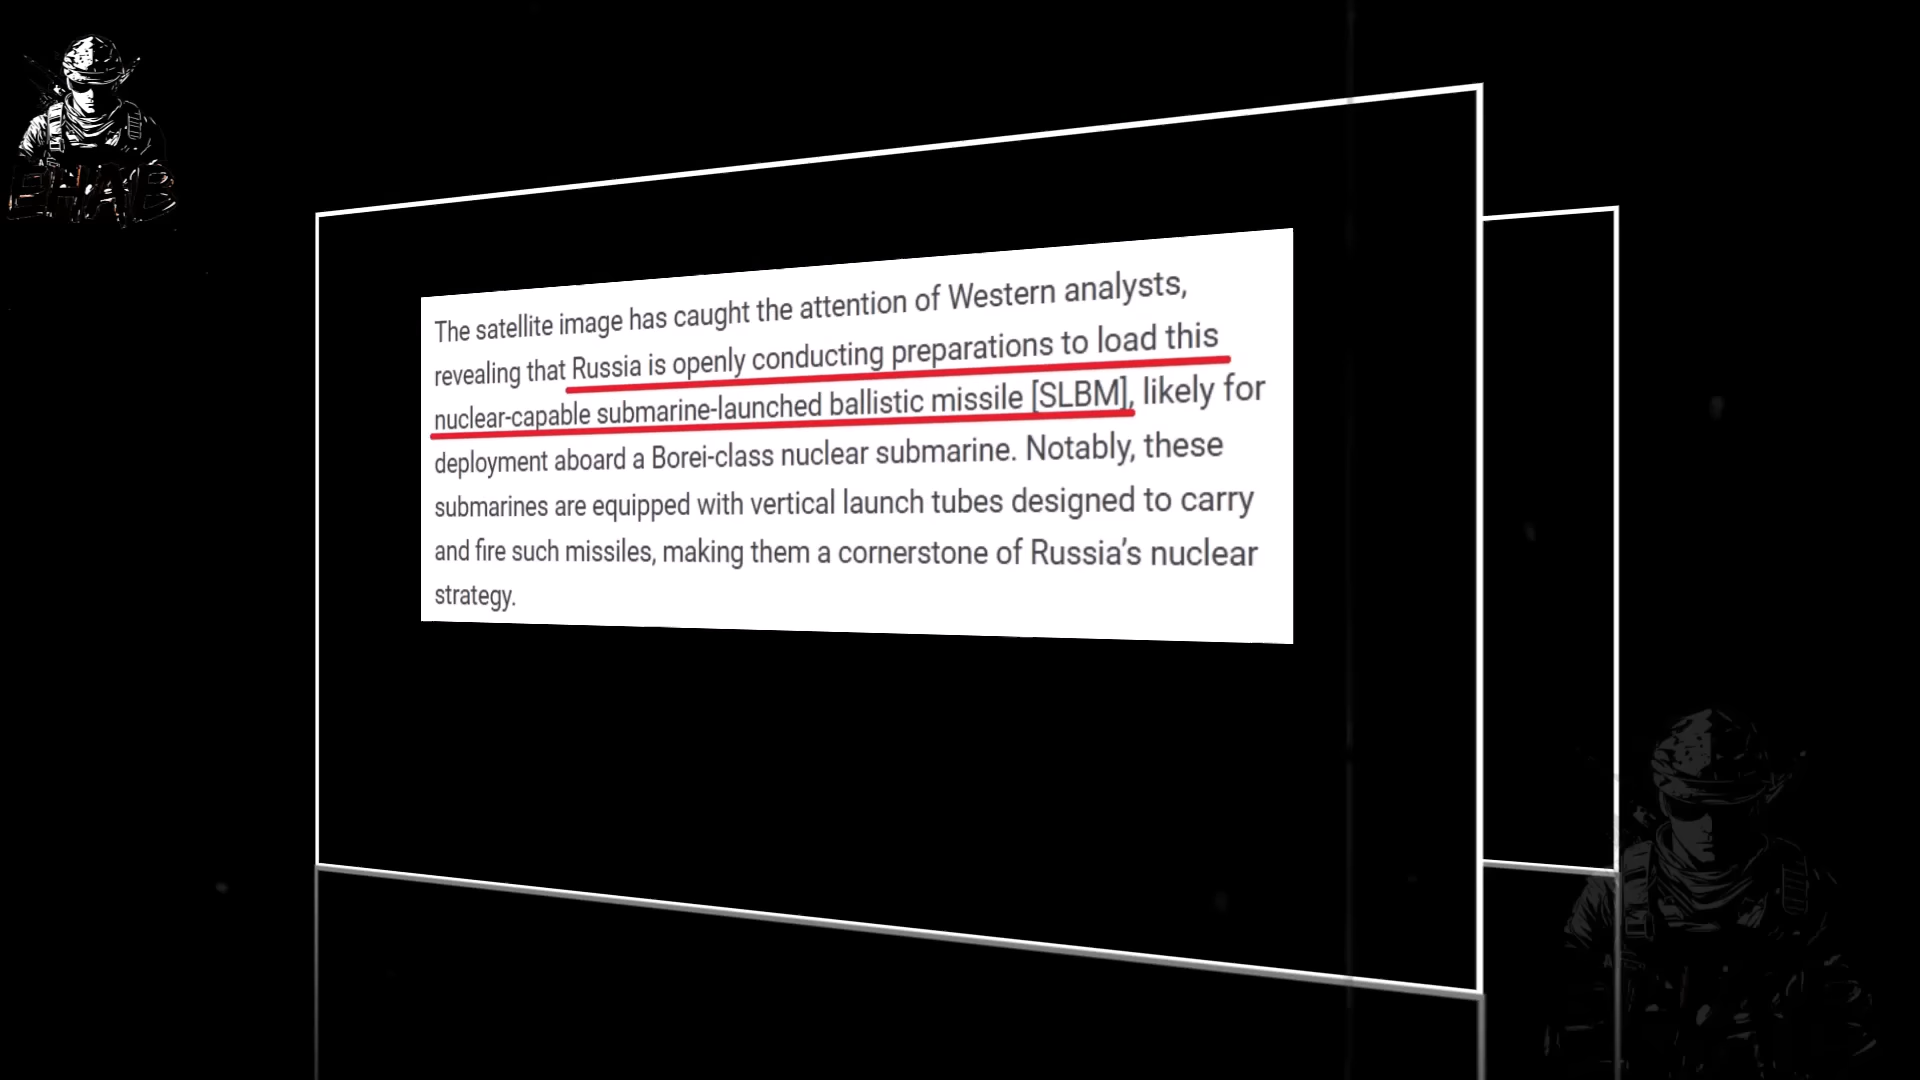 EHAB
The satellite image has caught the attention of Western analysts,
revealing that Russia is openly conducting preparations to load this
nuclear-capable submarine-launched ballistic missile [SLBM], likely for
deployment aboard a Borei-class nuclear submarine. Notably, these
submarines are equipped with vertical launch tubes designed to carry
and fire such missiles, making them a cornerstone of Russia's nuclear
strategy.